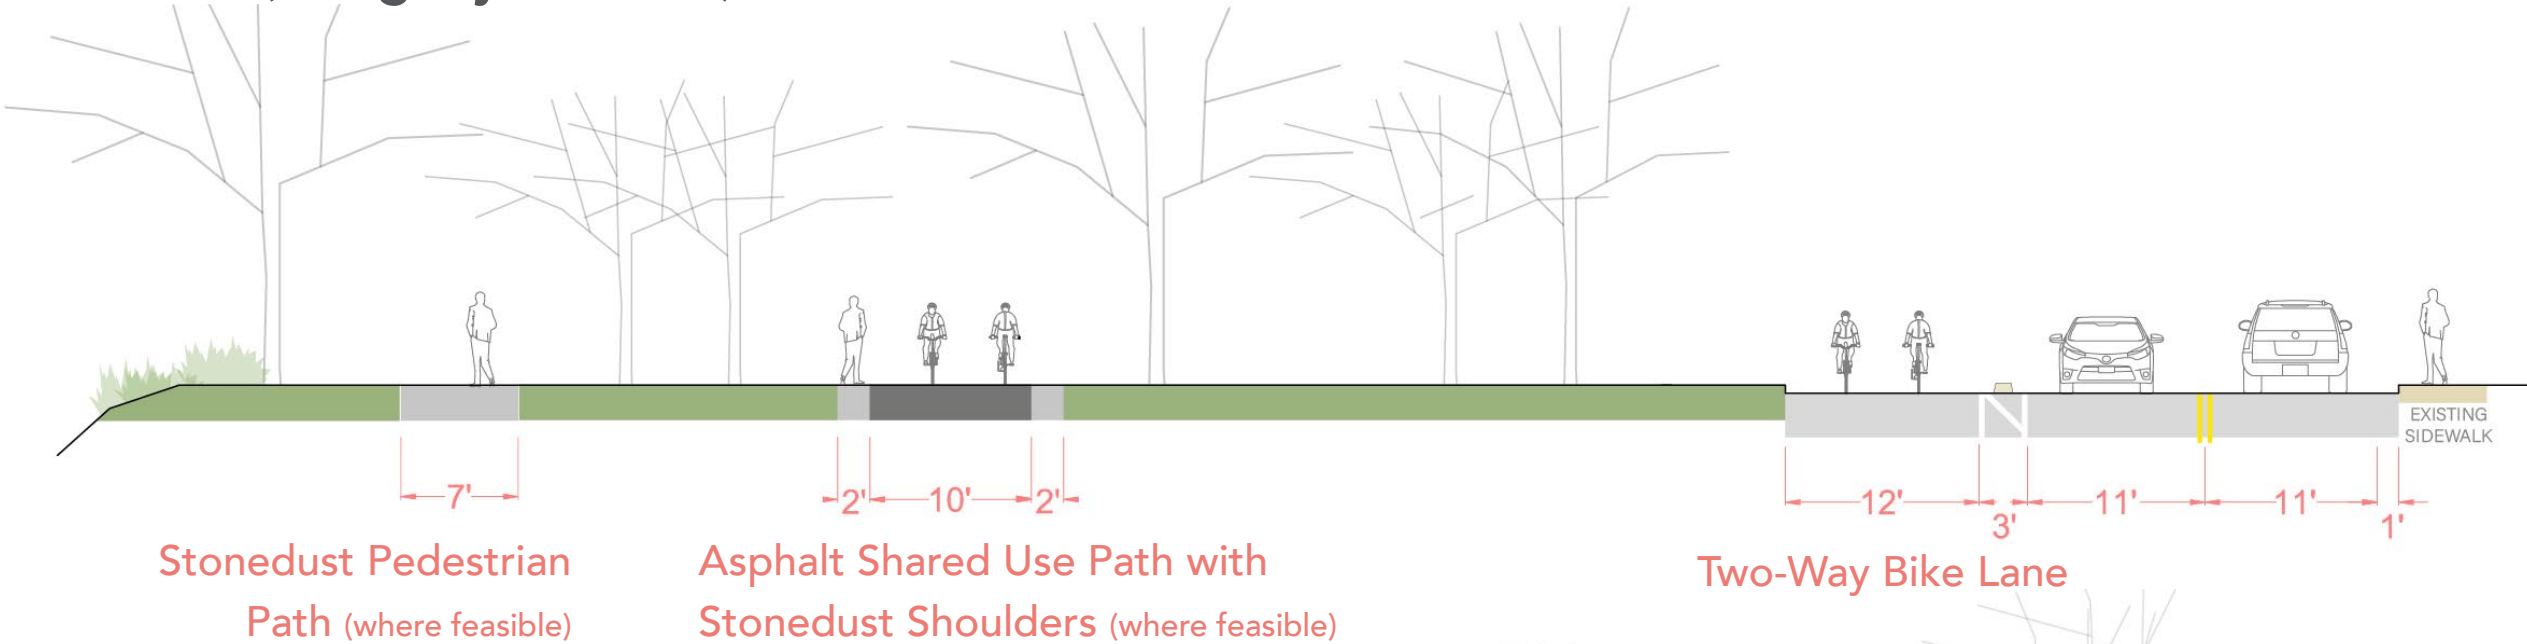 EXISTING
SIDEWALK
7'
2' 10' 2'
12' 3' 11' 11' 1'
Stonedust Pedestrian
Path (where feasible)
Asphalt Shared Use Path with
Stonedust Shoulders (where feasible)
Two-Way Bike Lane